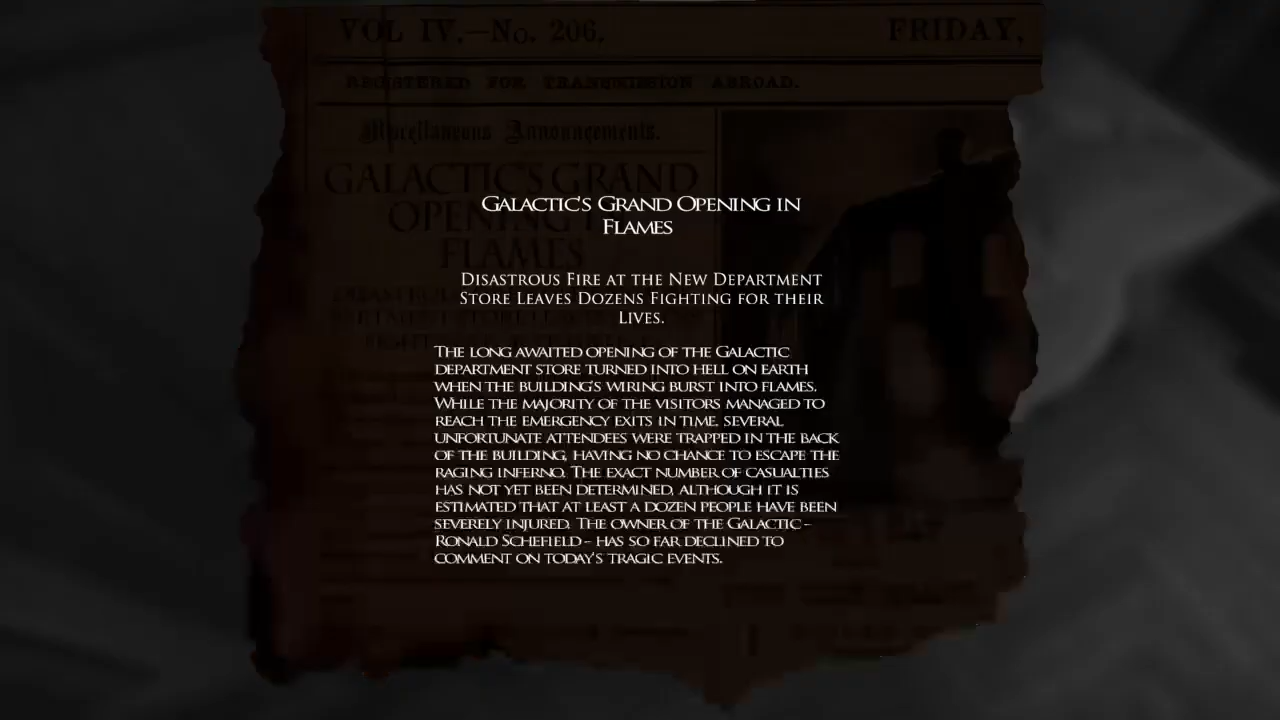 VOL IV.—No. 206.
FRIDAY,
REGISTERED FOR TRANSMISSION ABROAD.
Miscellaneous Announcements.
GALACTIC'S GRAND
OPENING IN
FLAMES
GALACTIC'S GRAND OPENING IN
FLAMES
DISASTROUS FIRE AT THE NEW DEPARTMENT
STORE LEAVES DOZENS FIGHTING FOR THEIR
LIVES.
THE LONG AWAITED OPENING OF THE GALACTIC
DEPARTMENT STORE TURNED INTO HELL ON EARTH
WHEN THE BUILDING'S WIRING BURST INTO FLAMES.
WHILE THE MAJORITY OF THE VISITORS MANAGED TO
REACH THE EMERGENCY EXITS IN TIME, SEVERAL
UNFORTUNATE ATTENDEES WERE TRAPPED IN THE BACK
OF THE BUILDING, HAVING NO CHANCE TO ESCAPE THE
RAGING INFERNO. THE EXACT NUMBER OF CASUALTIES
HAS NOT YET BEEN DETERMINED, ALTHOUGH IT IS
ESTIMATED THAT AT LEAST A DOZEN PEOPLE HAVE BEEN
SEVERELY INJURED. THE OWNER OF THE GALACTIC -
RONALD SCHEFIELD - HAS SO FAR DECLINED TO
COMMENT ON TODAY'S TRAGIC EVENTS.